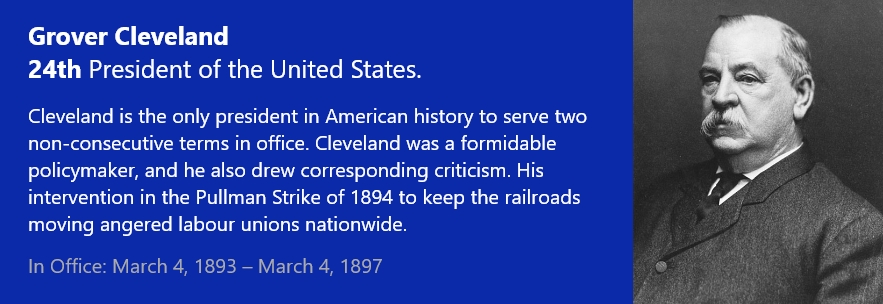 Grover Cleveland
24th President of the United States.
Cleveland is the only president in American history to serve two
non-consecutive terms in office. Cleveland was a formidable
policymaker, and he also drew corresponding criticism. His
intervention in the Pullman Strike of 1894 to keep the railroads
moving angered labour unions nationwide.
In Office: March 4, 1893 – March 4, 1897